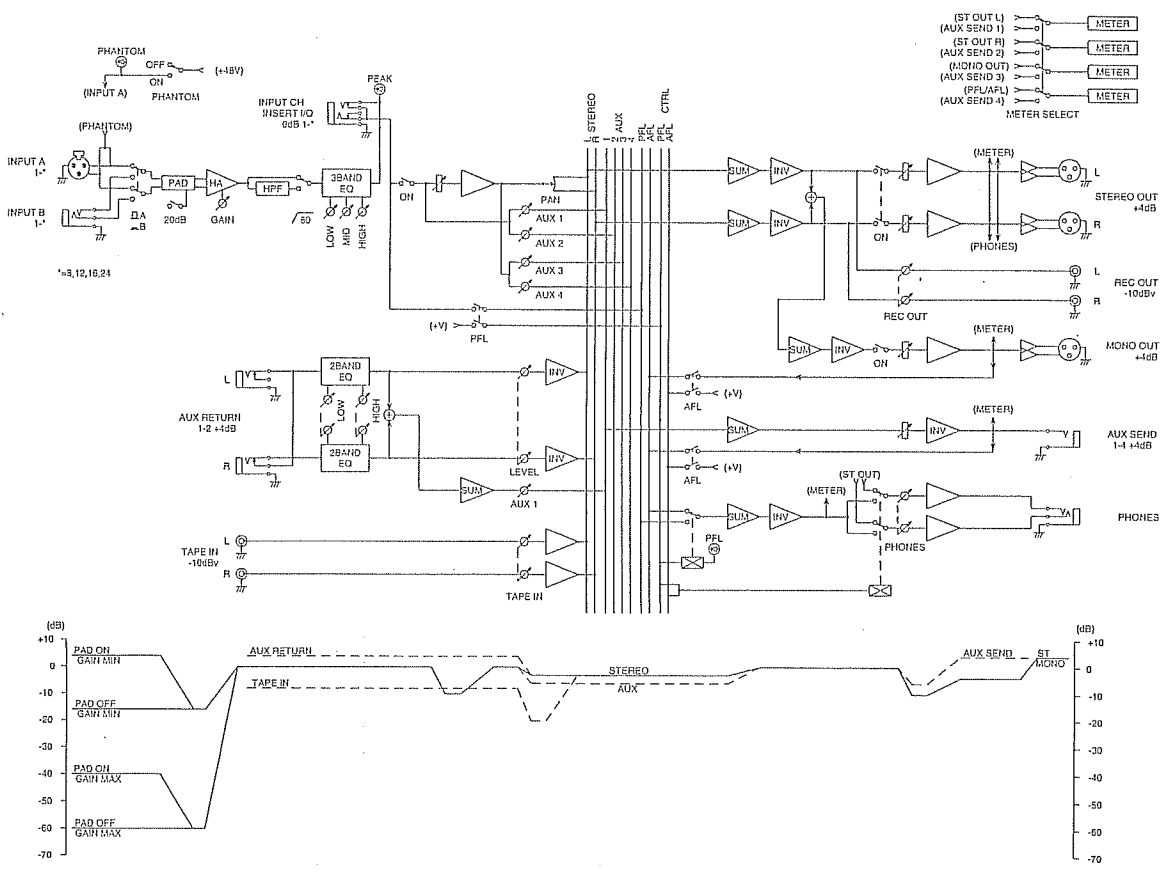 PHANTOM
OFF
(+48V)
ON
(INPUT A)
PHANTOM
(PHANTOM)
INPUT A
1-*
INPUT B
1-*
A
B
PAD
20dB
HA
GAIN
HPF
80
3BAND
EQ
LOW
MID
HIGH
PEAK
INPUT CH
INSERT I/O
0dB 1-*
ON
PAN
AUX 1
AUX 2
AUX 3
AUX 4
(+V)
PFL
*=8,12,16,24
L
R
STEREO
1
2
3
4
AUX
PFL
AFL
PFL
AFL
CTRL
(ST OUT L)
(AUX SEND 1)
METER
(ST OUT R)
(AUX SEND 2)
METER
(MONO OUT)
(AUX SEND 3)
METER
(PFL/AFL)
(AUX SEND 4)
METER
METER SELECT
SUM
INV
(METER)
L
STEREO OUT
+4dB
SUM
INV
ON
(PHONES)
R
L
REC OUT
-10dBv
R
REC OUT
SUM
INV
ON
(METER)
MONO OUT
+4dB
AFL
(+V)
SUM
INV
(METER)
AUX SEND
1-4 +4dB
AFL
(+V)
SUM
INV
(METER)
(ST OUT)
PHONES
PHONES
PFL
AUX RETURN
1-2 +4dB
L
R
2BAND
EQ
LOW
HIGH
2BAND
EQ
INV
LEVEL
INV
SUM
AUX 1
TAPE IN
-10dBv
L
R
TAPE IN
(dB)
+10
0
-10
-20
-30
-40
-50
-60
-70
PAD ON
GAIN MIN
PAD OFF
GAIN MIN
PAD ON
GAIN MAX
PAD OFF
GAIN MAX
AUX RETURN
TAPE IN
STEREO
AUX
AUX SEND
ST
MONO
(dB)
+10
0
-10
-20
-30
-40
-50
-60
-70